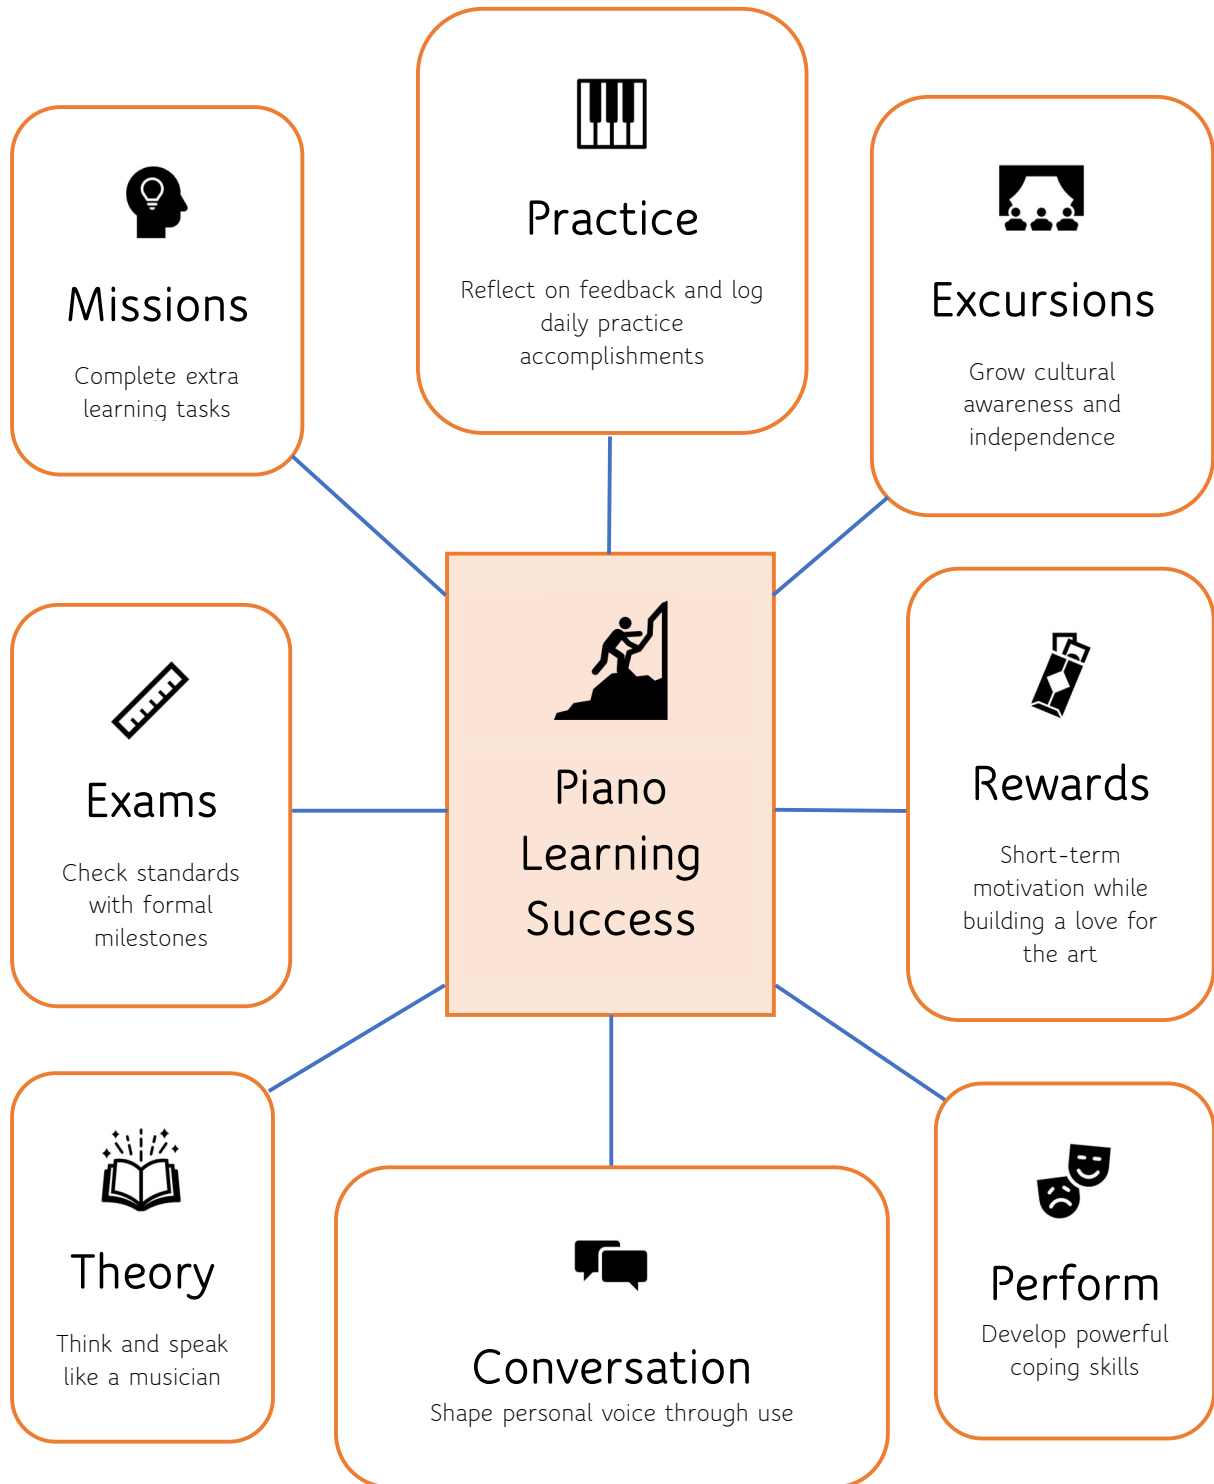 Practice
Reflect on feedback and log
daily practice
accomplishments
Missions
Complete extra
learning tasks
Excursions
Grow cultural
awareness and
independence
Exams
Check standards
with formal
milestones
Piano
Learning
Success
Rewards
Short-term
motivation while
building a love for
the art
Theory
Think and speak
like a musician
Conversation
Shape personal voice through use
Perform
Develop powerful
coping skills